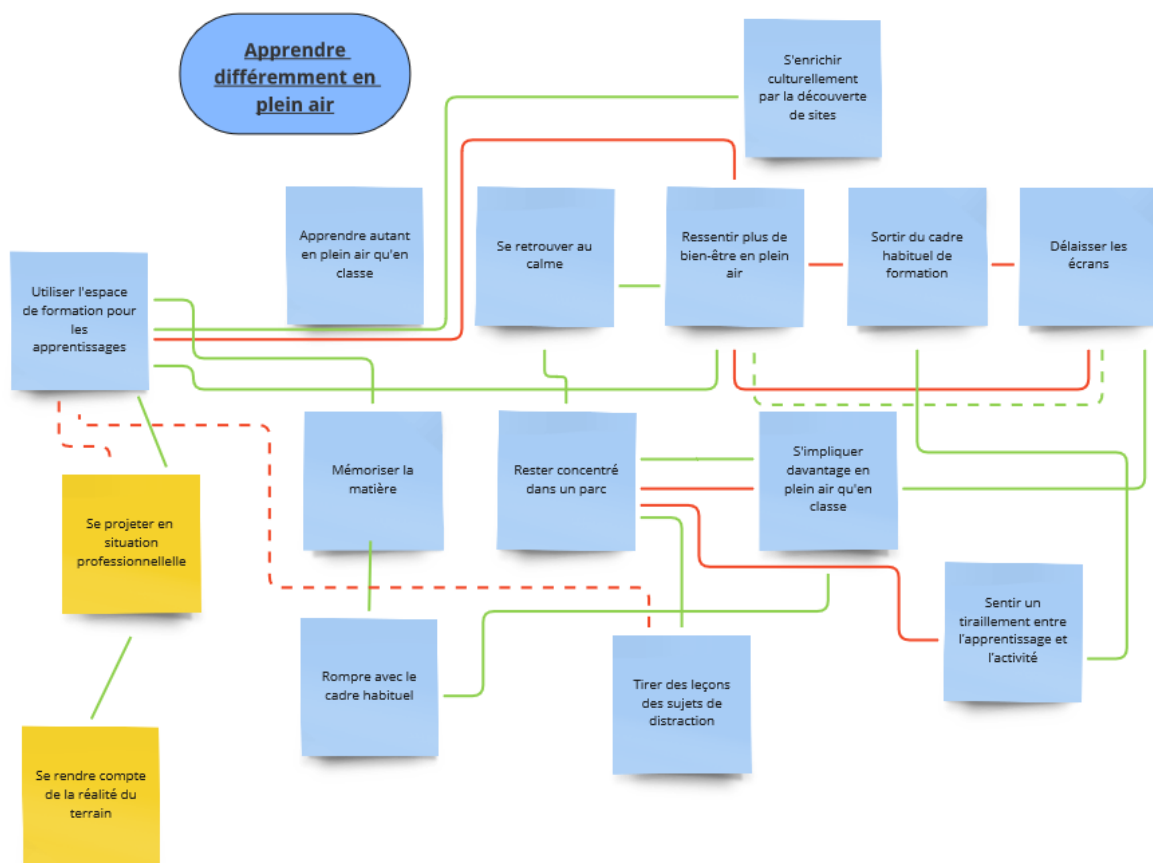 Apprendre
différemment en
plein air
S'enrichir
culturellement
par la découverte
de sites
Apprendre autant
en plein air qu'en
classe
Se retrouver au
calme
Ressentir plus de
bien-être en plein
air
Sortir du cadre
habituel de
formation
Délaisser les
écrans
Utiliser l'espace
de formation pour
les
apprentissages
Mémoriser la
matière
Rester concentré
dans un parc
S'impliquer
davantage en
plein air qu'en
classe
Se projeter en
situation
professionnellelle
Sentir un
tiraillement entre
l'apprentissage et
l'activité
Rompre avec le
cadre habituel
Tirer des leçons
des sujets de
distraction
Se rendre compte
de la réalité du
terrain